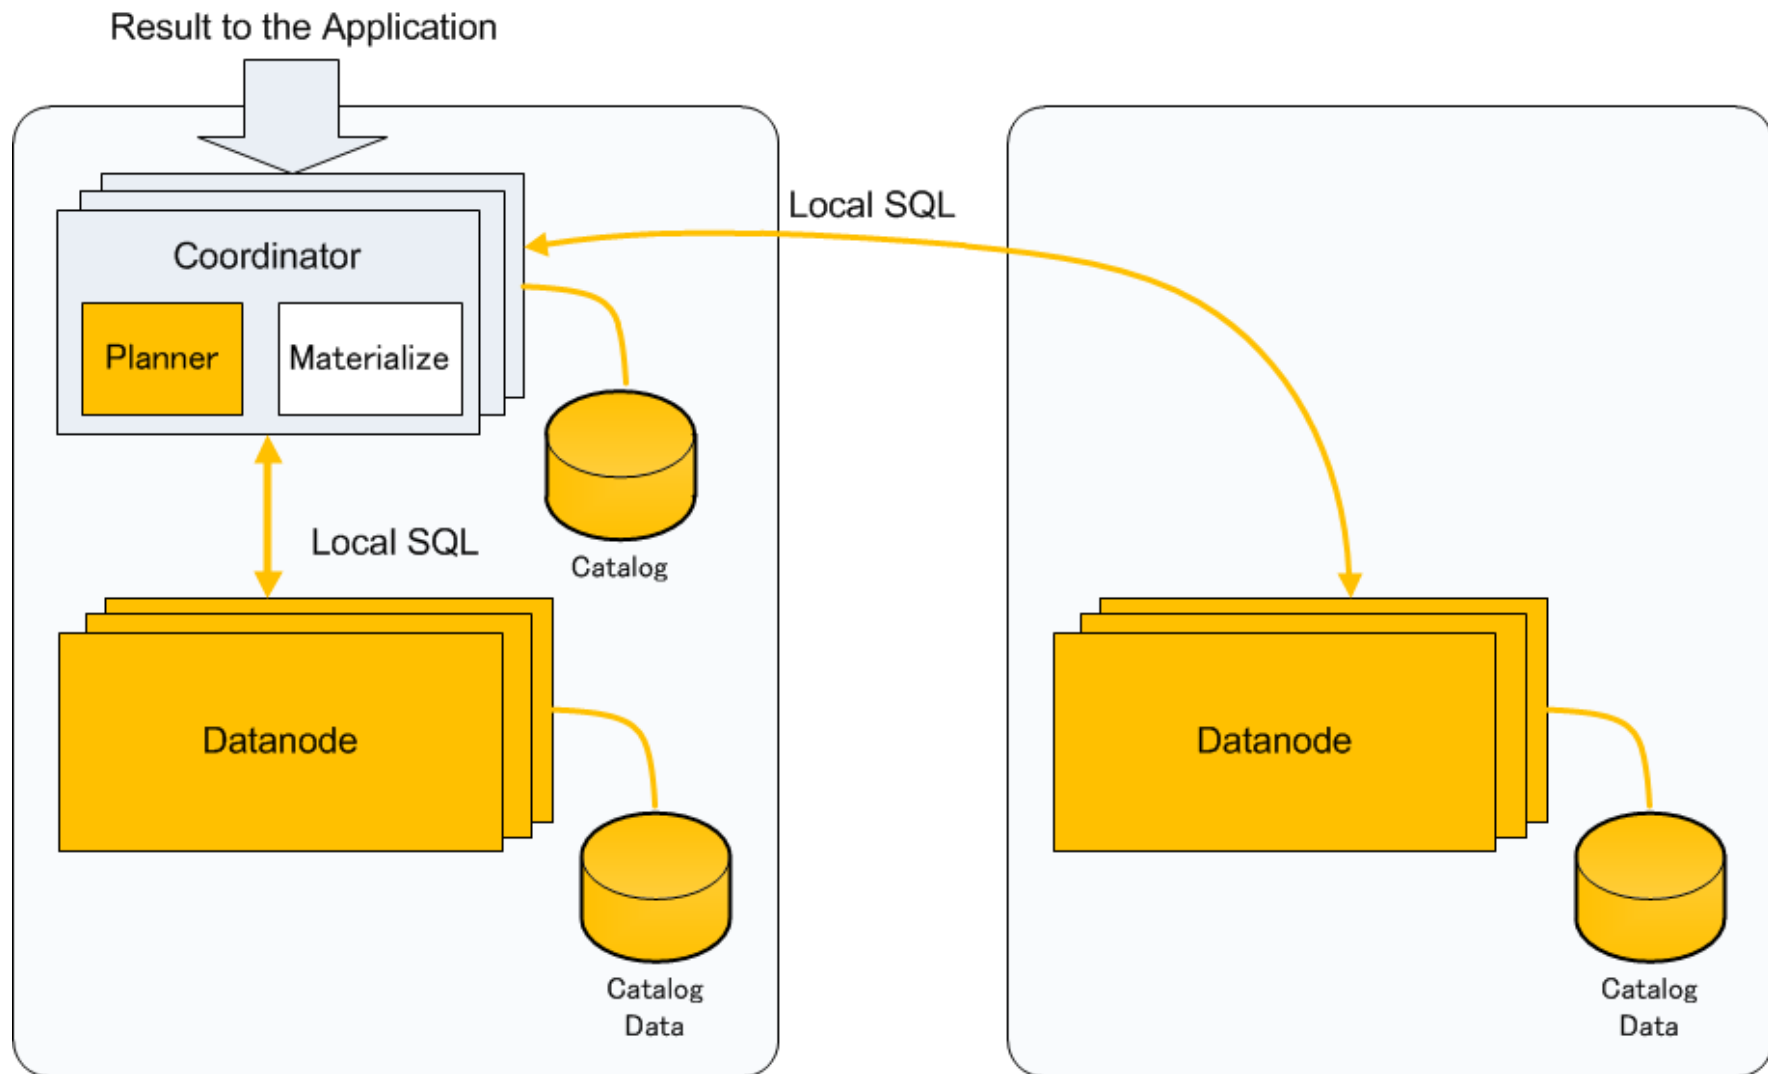 Result to the Application
Local SQL
Coordinator
Planner
Materialize
Local SQL
Catalog
Datanode
Datanode
Catalog
Data
Catalog
Data